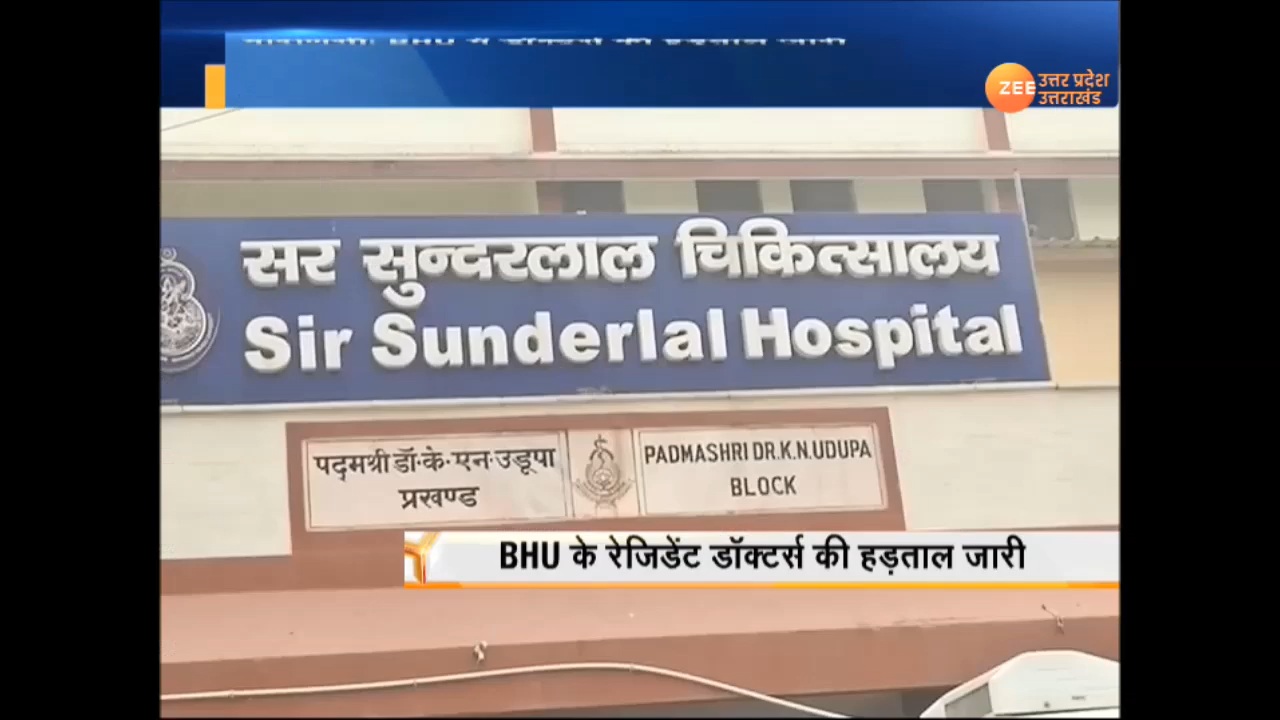 ZEE
उत्तर प्रदेश
उत्तराखंड
सर सुन्दरलाल चिकित्सालय
Sir Sunderlal Hospital
पद्मश्री डॉ·के·एन·उडूपा
प्रखण्ड
PADMASHRI DR.K.N.UDUPA
BLOCK
BHU के रेजिडेंट डॉक्टर्स की हड़ताल जारी